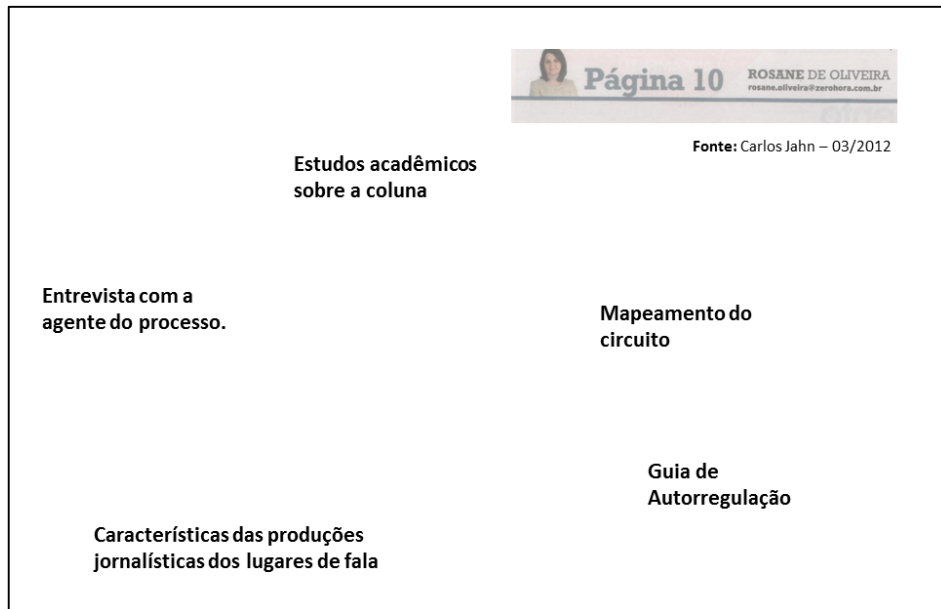 Página 10
ROSANE DE OLIVEIRA
rosane.oliveira@zerohora.com.br
Fonte: Carlos Jahn – 03/2012
Estudos acadêmicos
sobre a coluna
Entrevista com a
agente do processo.
Mapeamento do
circuito
Guia de
Autorregulação
Características das produções
jornalísticas dos lugares de fala